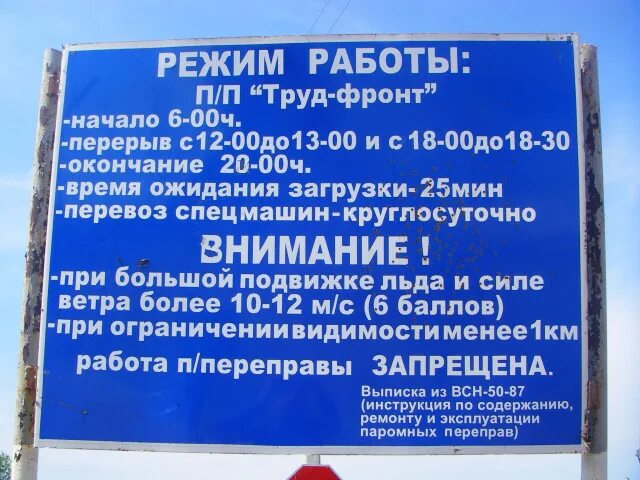 РЕЖИМ РАБОТЫ:
П/П "Труд-фронт"
-начало 6-00ч.
-перерыв с12-00до13-00 и с 18-00до18-30
-окончание 20-00ч.
-время ожидания загрузки-25мин
-перевоз спецмашин-круглосуточно
ВНИМАНИЕ!
-при большой подвижке льда и силе
ветра более 10-12 м/с (6 баллов)
-при ограничении видимости менее 1км
работа п/переправы ЗАПРЕЩЕНА.
Выписка из ВСН-50-87
(инструкция по содержанию,
ремонту и эксплуатации
паромных переправ)